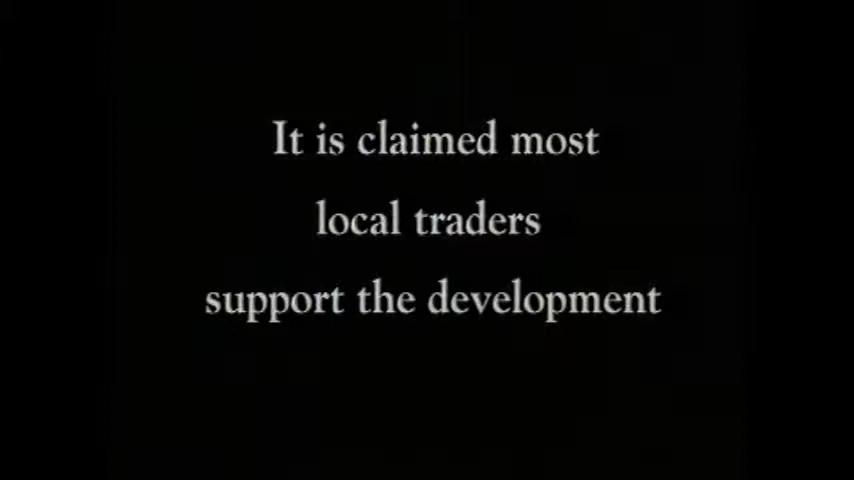 It is claimed most
local traders
support the development